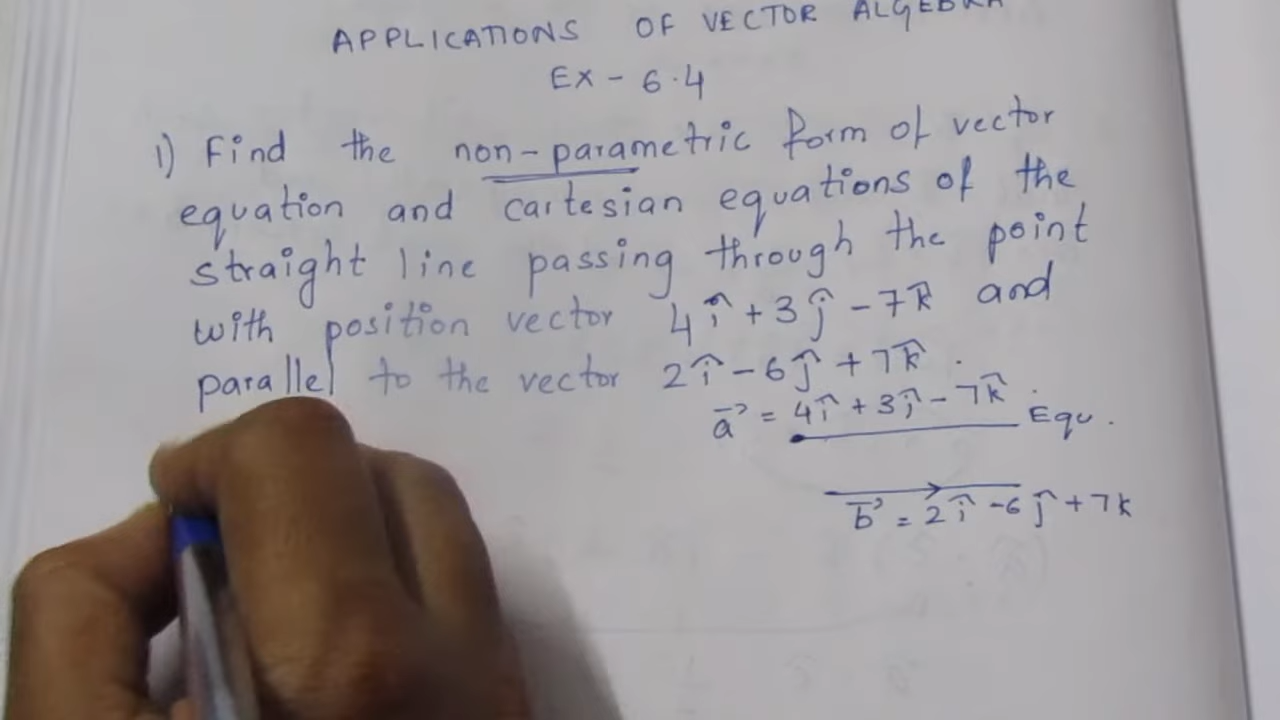 APPLICATIONS OF VECTOR ALGEBRA
EX - 6.4
1) Find the non-parametric form of vector
equation and cartesian equations of the
straight line passing through the point
with position vector 4î + 3ĵ - 7k̂ and
parallel to the vector 2î - 6ĵ + 7k̂.
a⃗ = 4î + 3ĵ - 7k̂ Equ.
b⃗ = 2î - 6ĵ + 7k